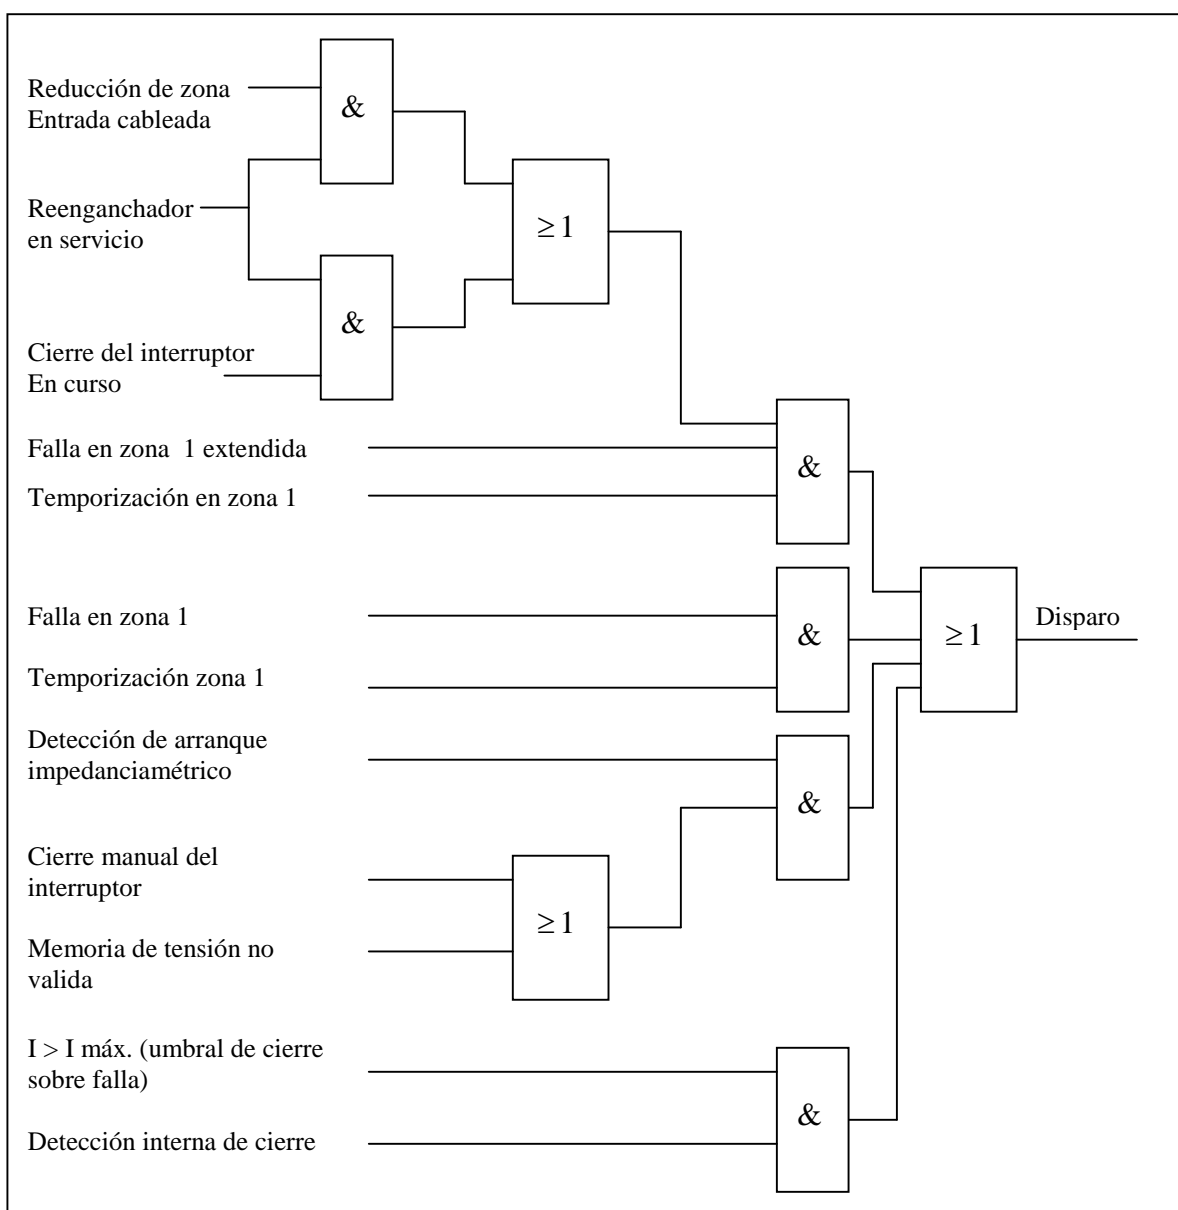 Reducción de zona
Entrada cableada
&
Reenganchador
en servicio
≥ 1
&
Cierre del interruptor
En curso
Falla en zona 1 extendida
&
Temporización en zona 1
Falla en zona 1
&
≥ 1
Disparo
Temporización zona 1
Detección de arranque
impedanciamétrico
&
Cierre manual del
interruptor
≥ 1
Memoria de tensión no
valida
I > I máx. (umbral de cierre
sobre falla)
&
Detección interna de cierre